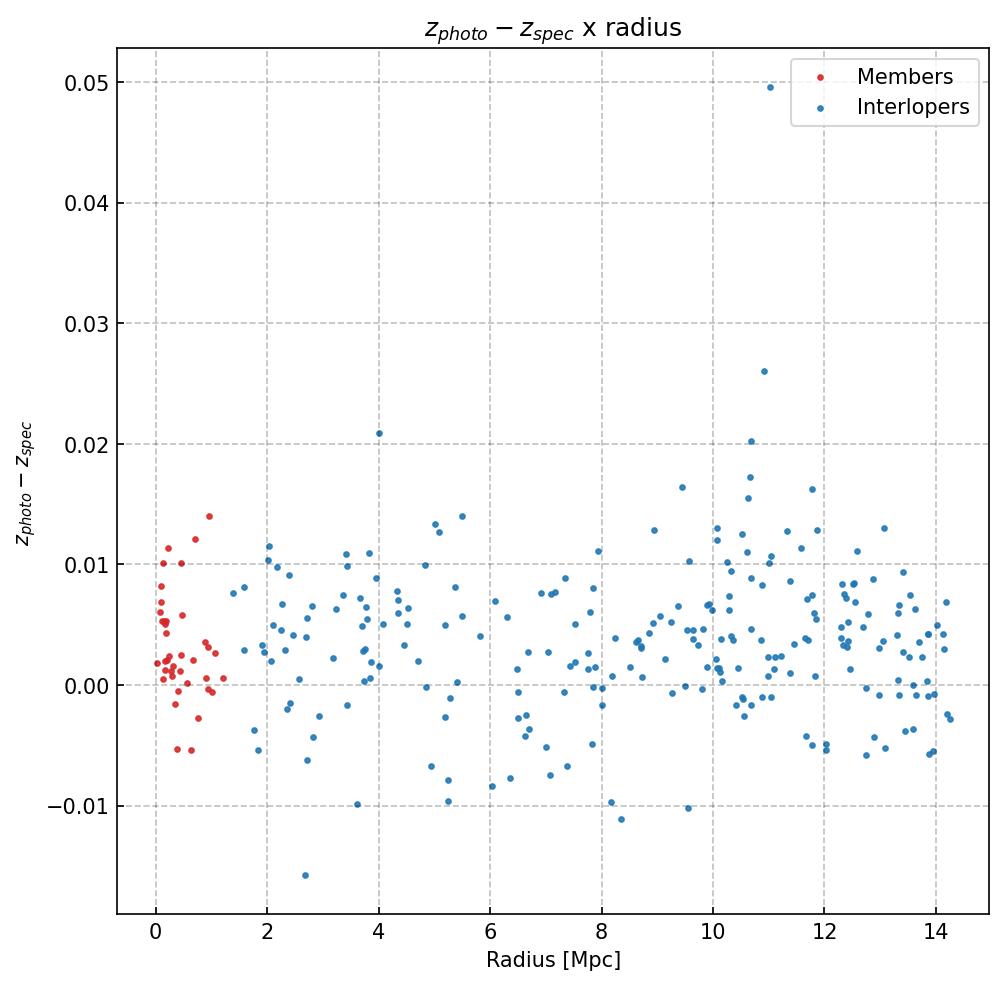 z_photo − z_spec x radius
Members
Interlopers
0.05
0.04
0.03
0.02
0.01
0.00
−0.01
z_photo − z_spec
0 2 4 6 8 10 12 14
Radius [Mpc]